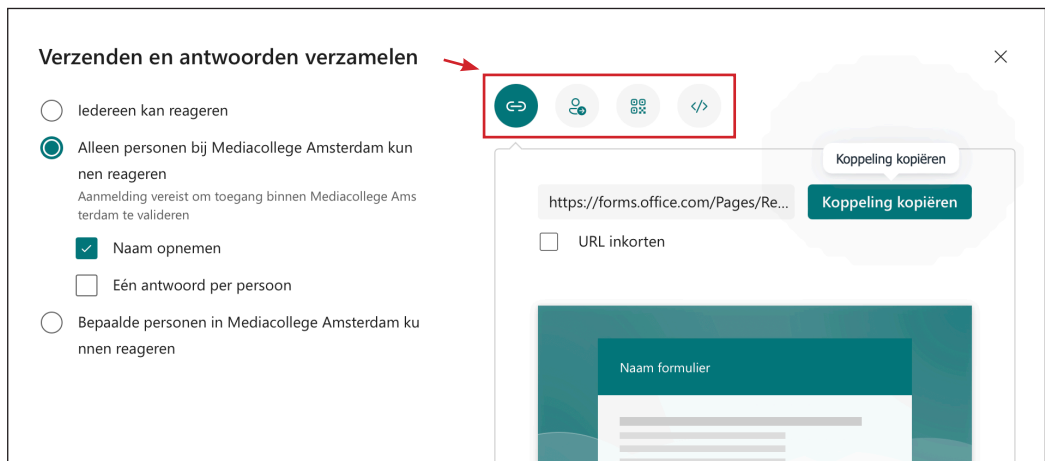 Verzenden en antwoorden verzamelen
Iedereen kan reageren
Alleen personen bij Mediacollege Amsterdam kun
nen reageren
Aanmelding vereist om toegang binnen Mediacollege Ams
terdam te valideren
Naam opnemen
Eén antwoord per persoon
Bepaalde personen in Mediacollege Amsterdam ku
nnen reageren
Koppeling kopiëren
https://forms.office.com/Pages/Re...
Koppeling kopiëren
URL inkorten
Naam formulier